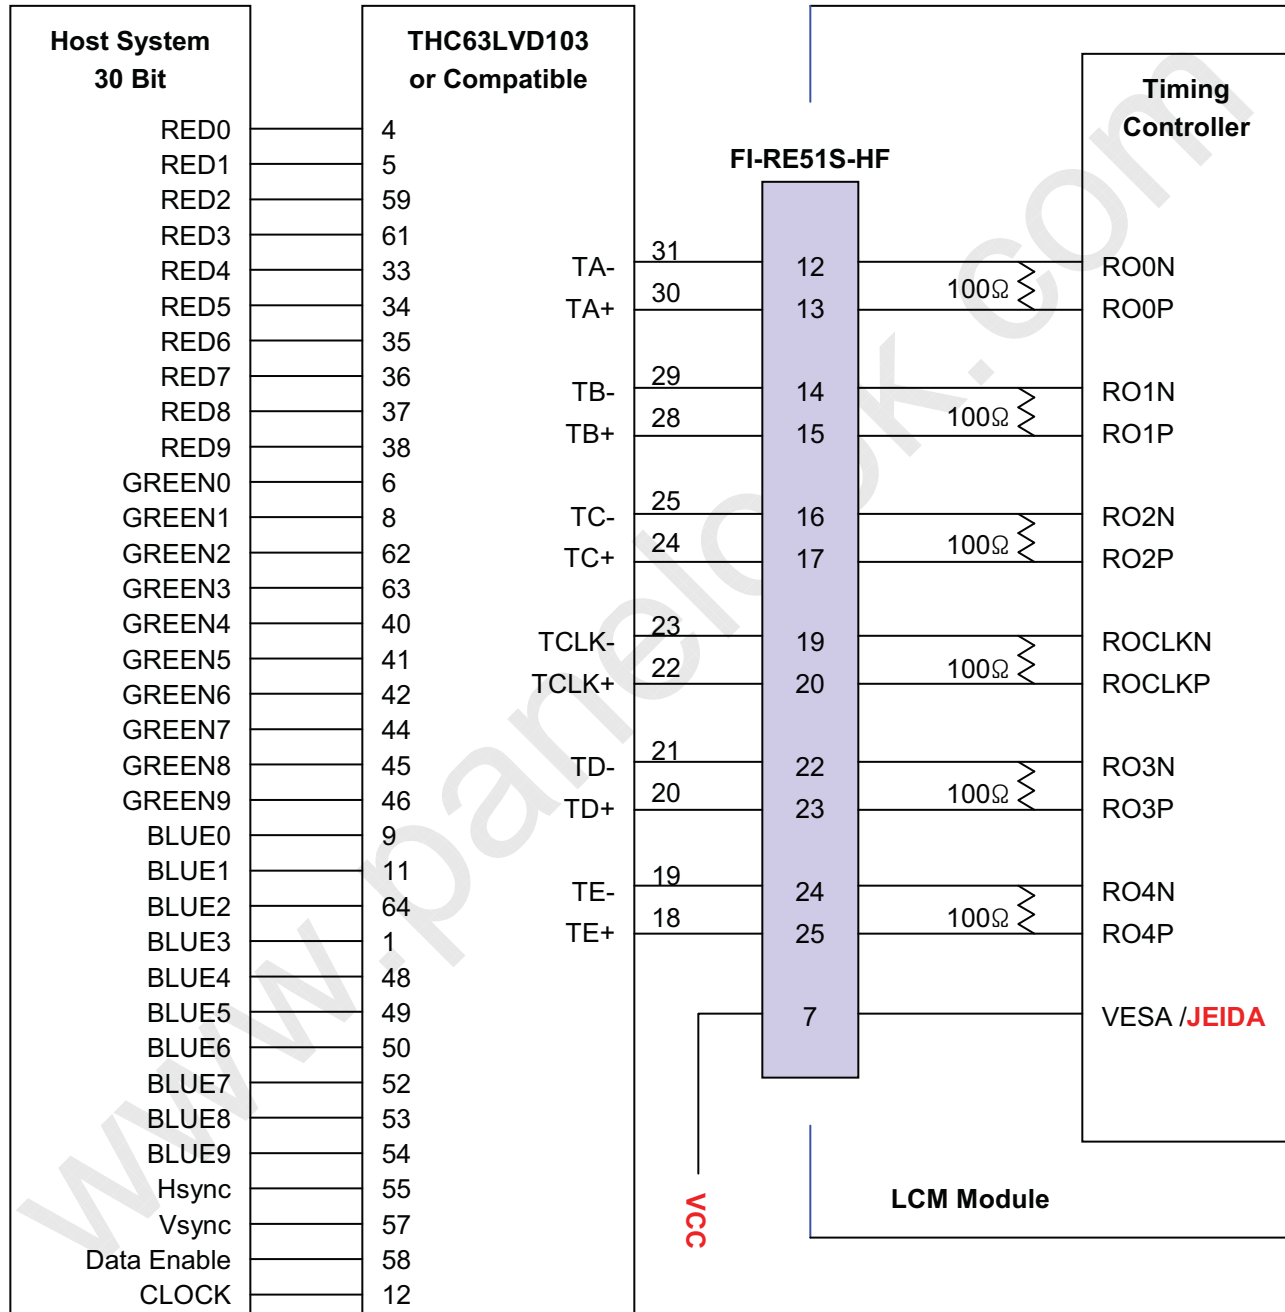 Host System
30 Bit
RED0
RED1
RED2
RED3
RED4
RED5
RED6
RED7
RED8
RED9
GREEN0
GREEN1
GREEN2
GREEN3
GREEN4
GREEN5
GREEN6
GREEN7
GREEN8
GREEN9
BLUE0
BLUE1
BLUE2
BLUE3
BLUE4
BLUE5
BLUE6
BLUE7
BLUE8
BLUE9
Hsync
Vsync
Data Enable
CLOCK
THC63LVD103
or Compatible
4
5
59
61
33
34
35
36
37
38
6
8
62
63
40
41
42
44
45
46
9
11
64
1
48
49
50
52
53
54
55
57
58
12
TA-
TA+
TB-
TB+
TC-
TC+
TCLK-
TCLK+
TD-
TD+
TE-
TE+
31
30
29
28
25
24
23
22
21
20
19
18
VCC
FI-RE51S-HF
12
13
14
15
16
17
19
20
22
23
24
25
7
100Ω
100Ω
100Ω
100Ω
100Ω
100Ω
LCM Module
Timing
Controller
RO0N
RO0P
RO1N
RO1P
RO2N
RO2P
ROCLKN
ROCLKP
RO3N
RO3P
RO4N
RO4P
VESA /JEIDA
www.panelook.com